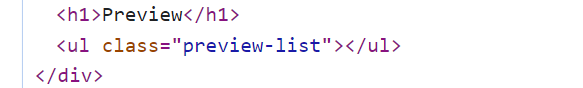 <h1>Preview</h1>
<ul class="preview-list"></ul>
</div>